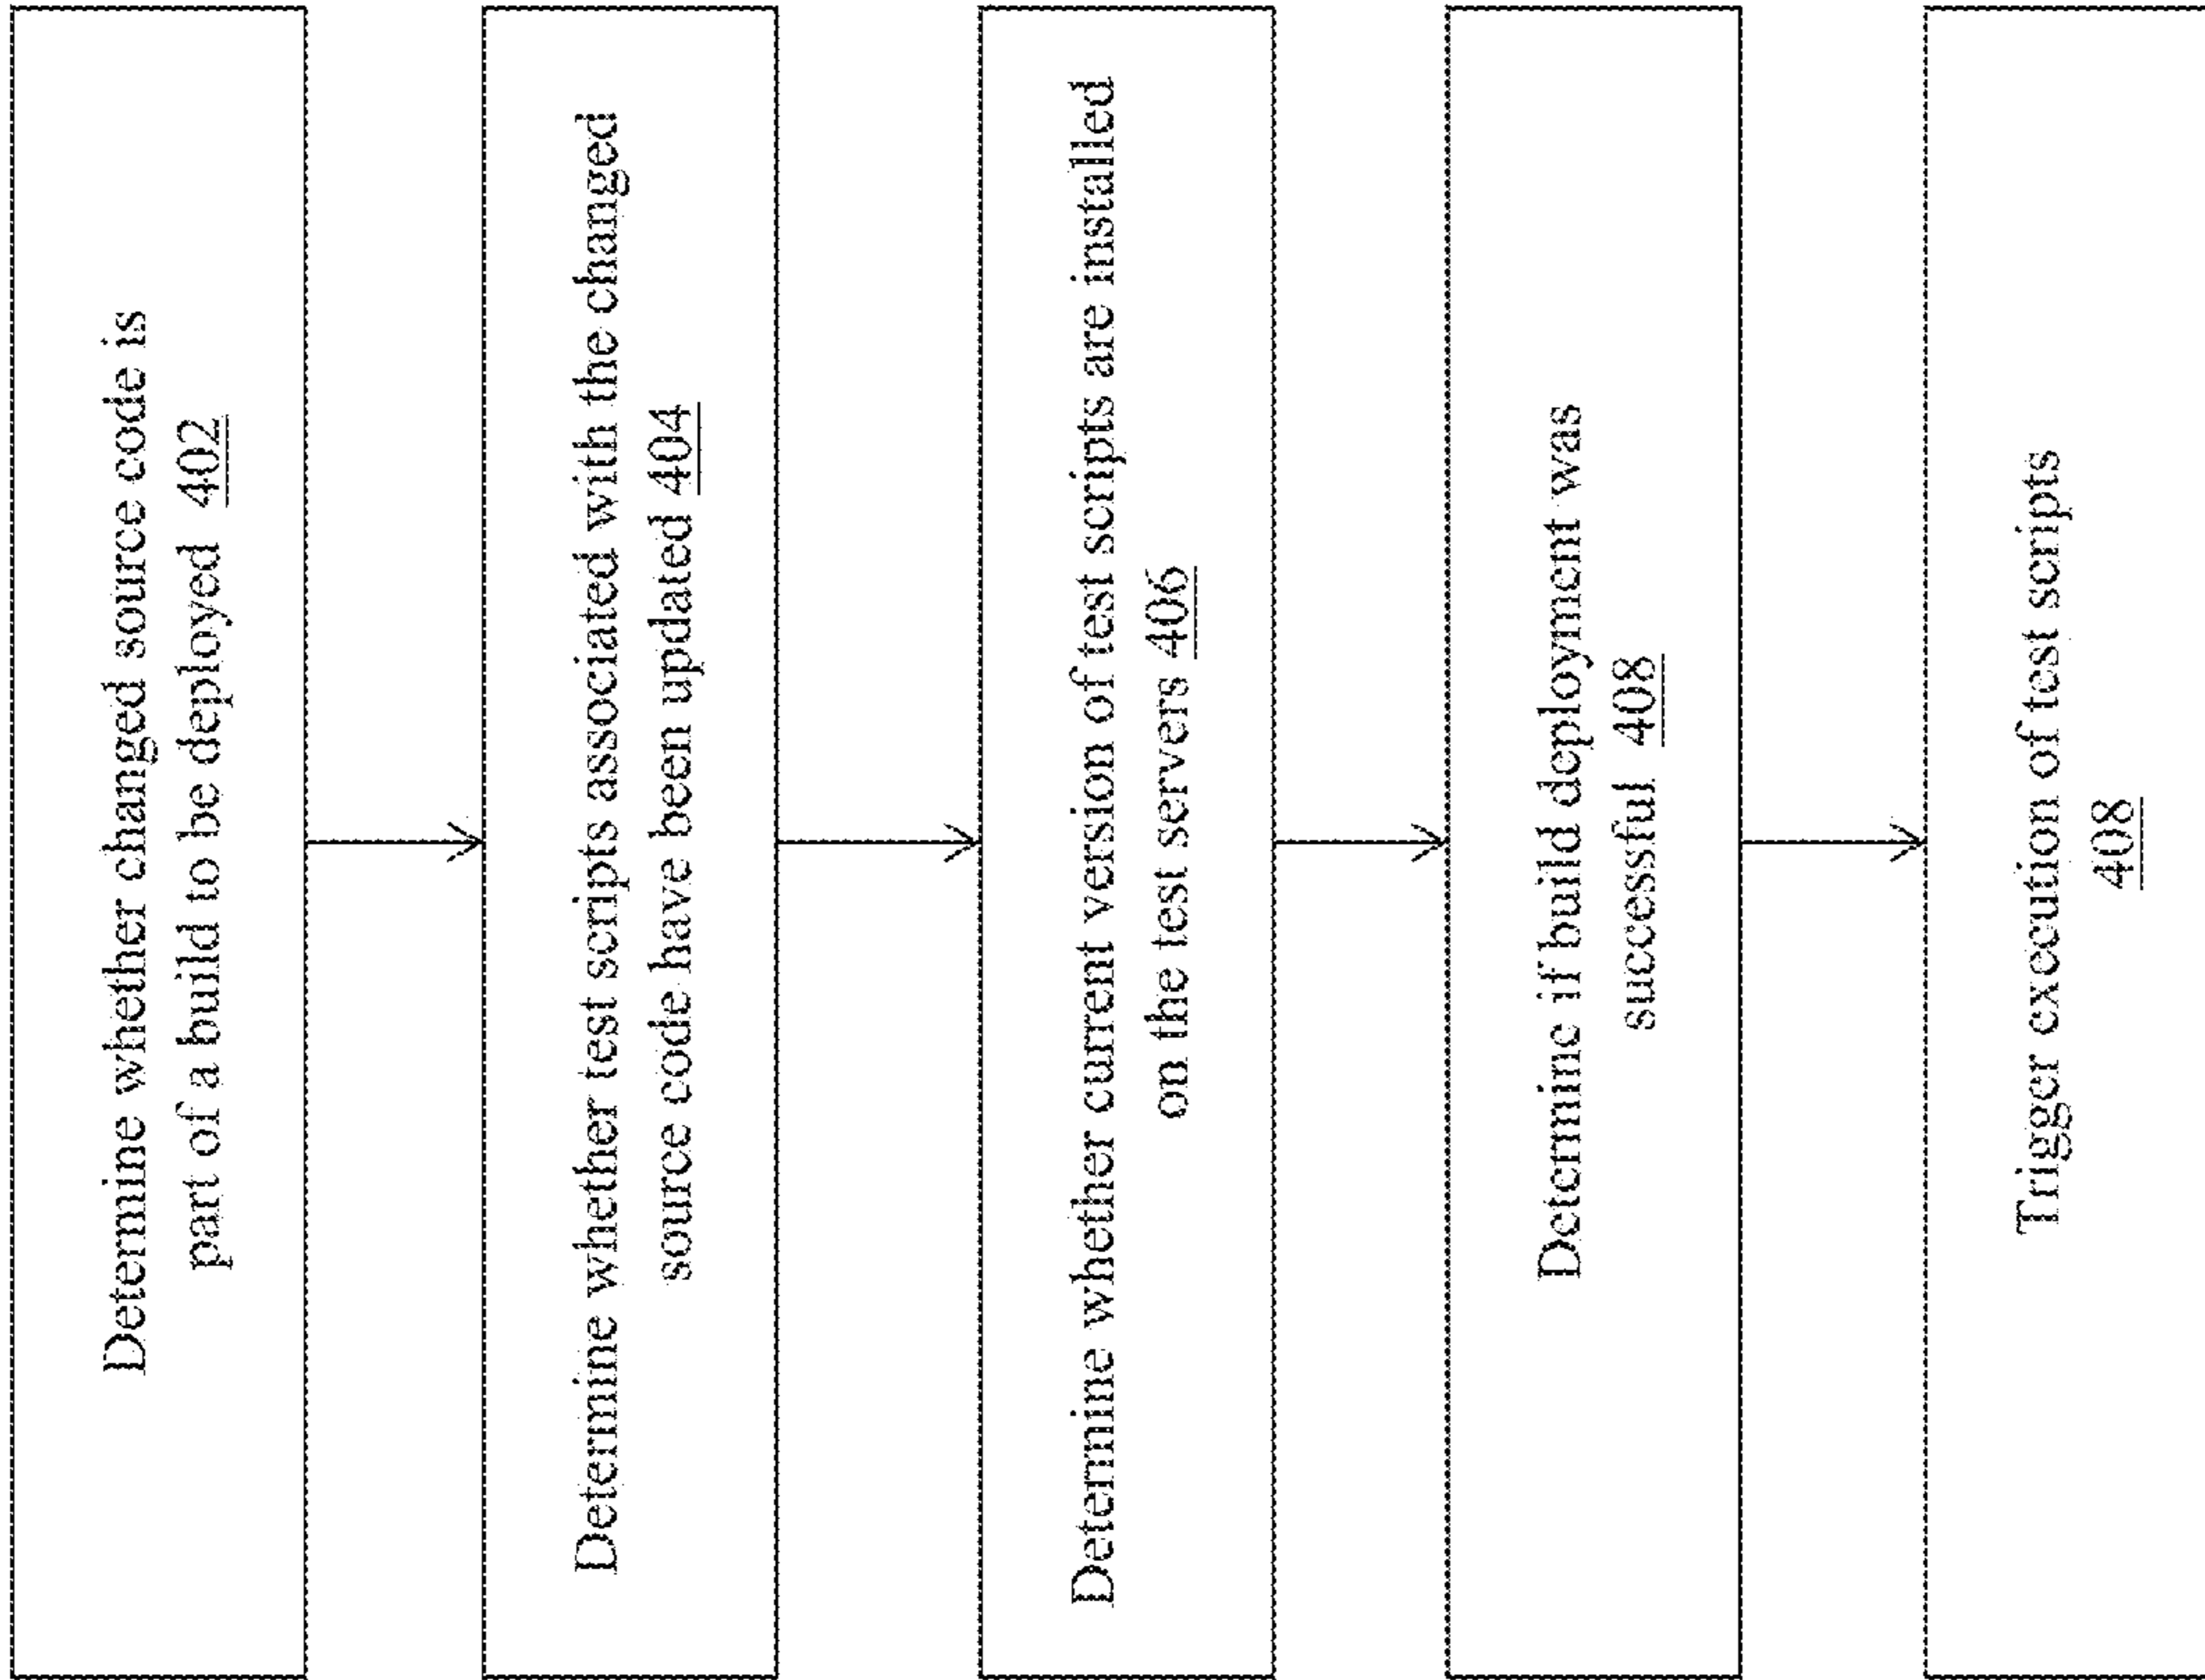 Determine whether changed source code is
part of a build to be deployed 402
Determine whether test scripts associated with the changed
source code have been updated 404
Determine whether current version of test scripts are installed
on the test servers 406
Determine if build deployment was
successful 408
Trigger execution of test scripts
408